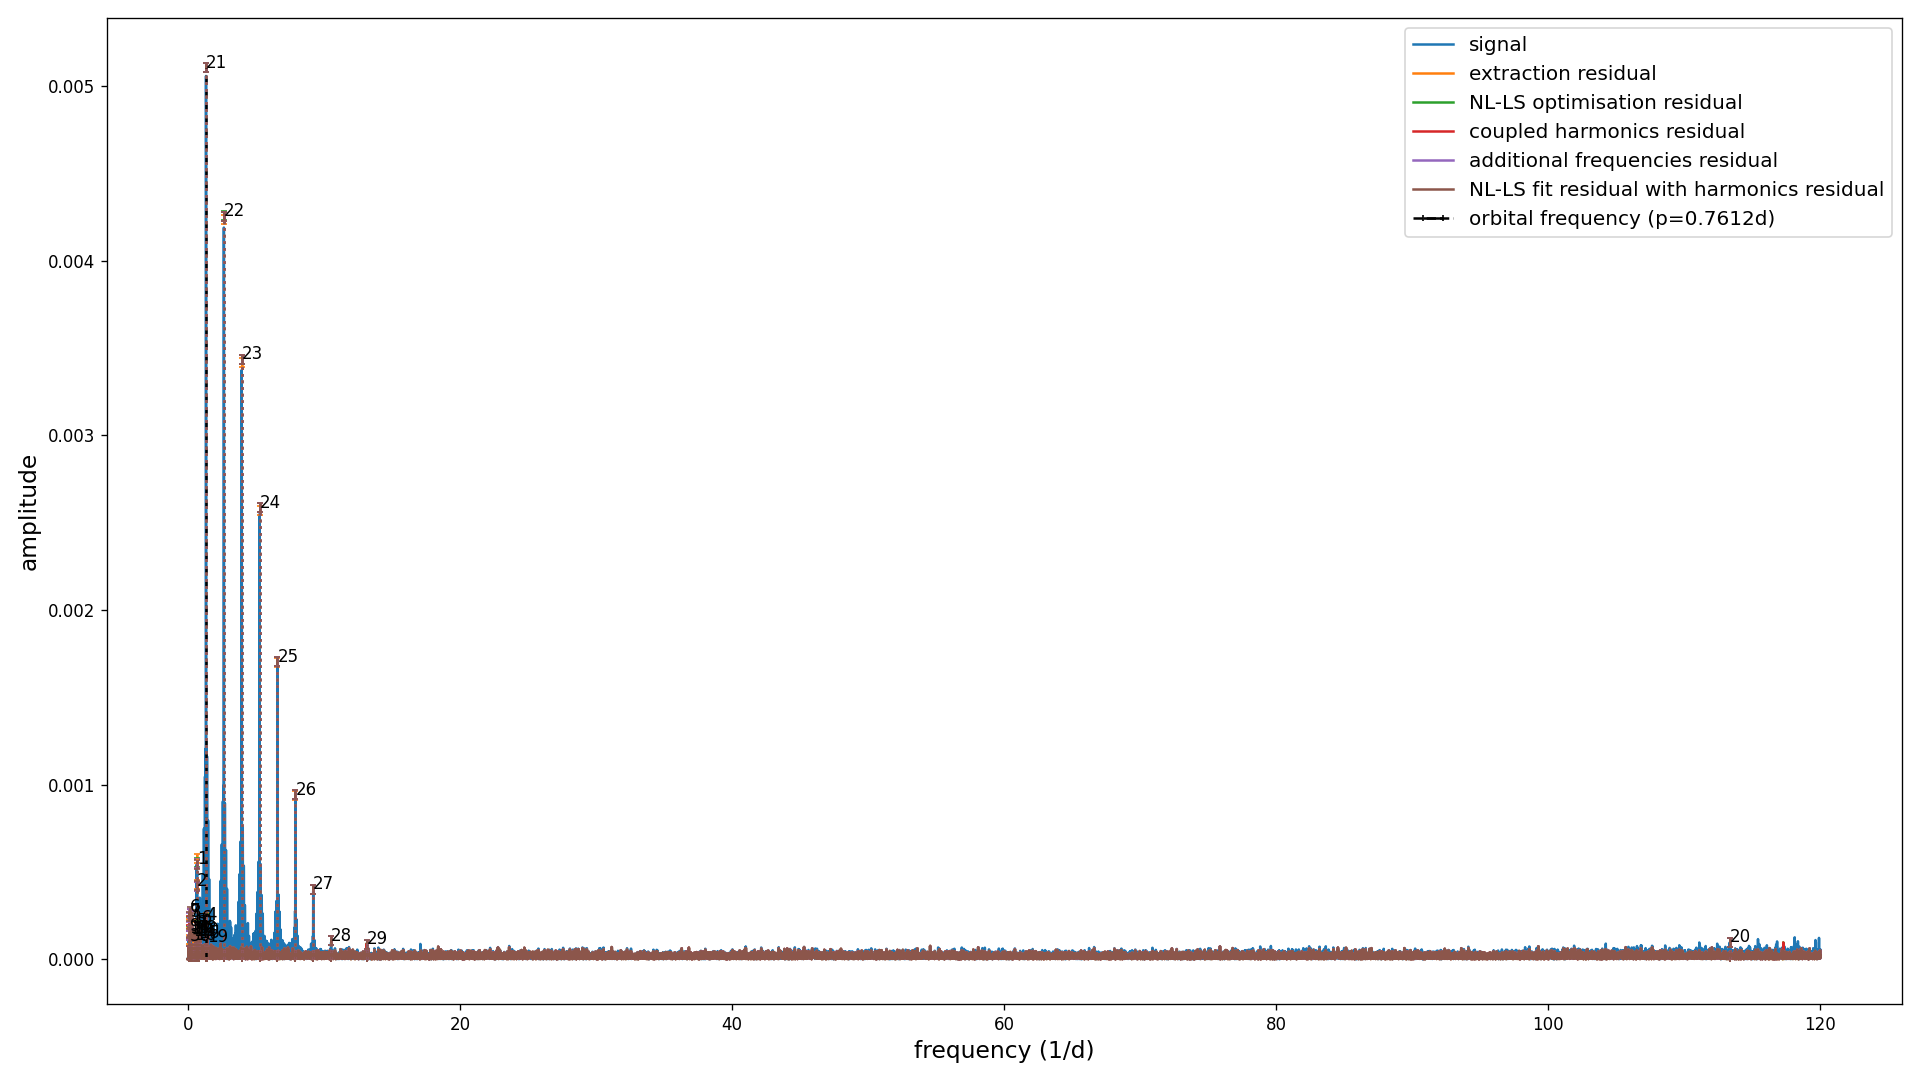 signal
extraction residual
NL-LS optimisation residual
coupled harmonics residual
additional frequencies residual
NL-LS fit residual with harmonics residual
orbital frequency (p=0.7612d)
amplitude
0.005
0.004
0.003
0.002
0.001
0.000
21
22
23
24
25
26
27
28
29
20
1
2
6
0
20
40
60
80
100
120
frequency (1/d)